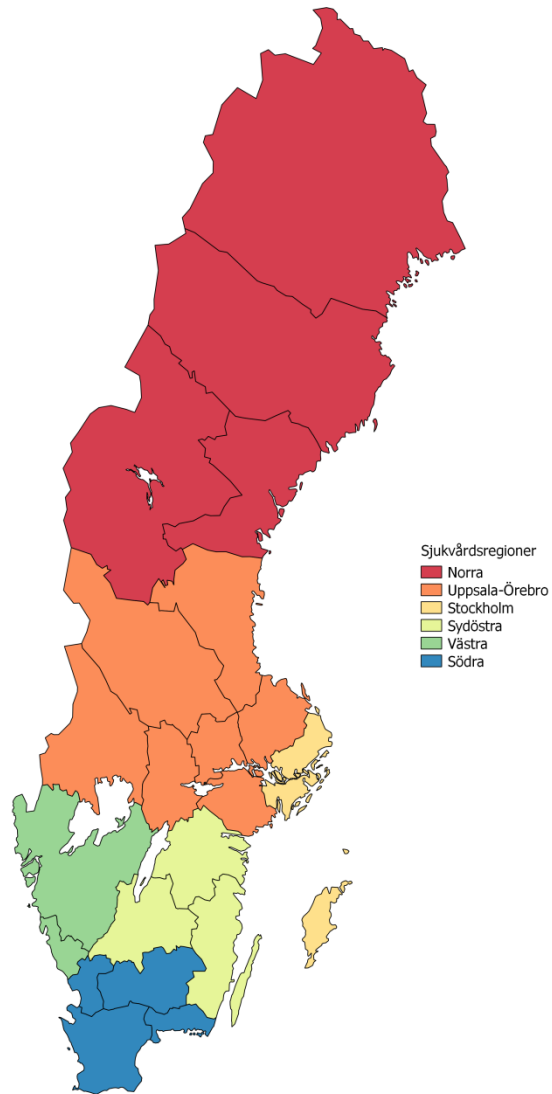 Sjukvårdsregioner
Norra
Uppsala-Örebro
Stockholm
Sydöstra
Västra
Södra